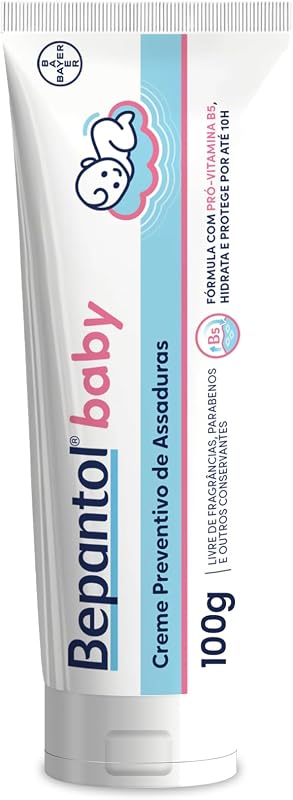 BAYER
BAYER
Bepantol® baby
Creme Preventivo de Assaduras
FÓRMULA COM PRÓ-VITAMINA B5,
HIDRATA E PROTEGE POR ATÉ 10H
B5
LIVRE DE FRAGRÂNCIAS, PARABENOS
E OUTROS CONSERVANTES
100g